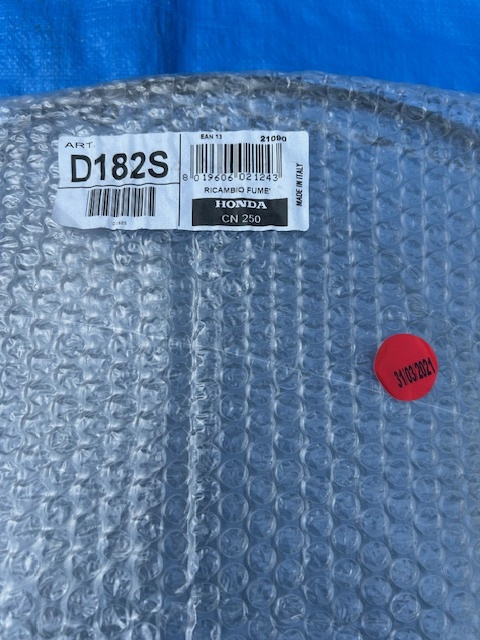 ART.
D182S
EAN 13 21090
8 019606 021243
RICAMBIO FUME'
HONDA
CN 250
MADE IN ITALY
31/03/2021